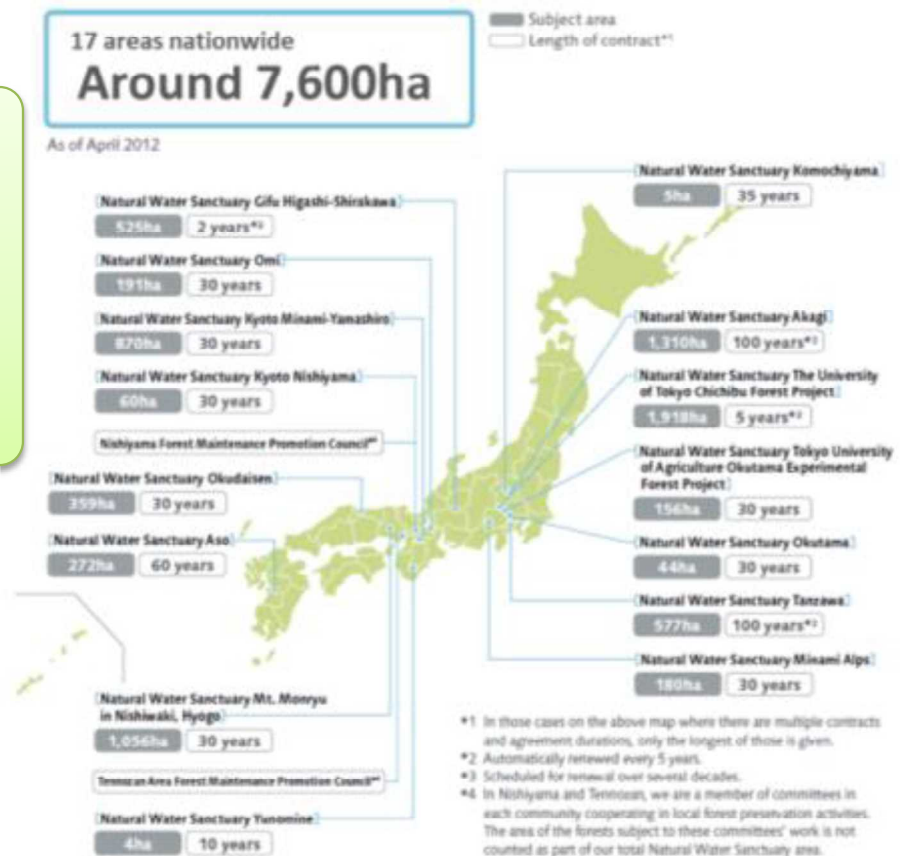 17 areas nationwide
Around 7,600ha
As of April 2012
Subject area
Length of contract*1
[Natural Water Sanctuary Gifu Higashi-Shirakawa]
525ha 2 years*3
[Natural Water Sanctuary Omi]
191ha 30 years
[Natural Water Sanctuary Kyoto Minami-Yamashiro]
870ha 30 years
[Natural Water Sanctuary Kyoto Nishiyama]
60ha 30 years
Nishiyama Forest Maintenance Promotion Council*4
[Natural Water Sanctuary Okudaisen]
359ha 30 years
[Natural Water Sanctuary Aso]
272ha 60 years
[Natural Water Sanctuary Mt. Monryu
in Nishiwaki, Hyogo]
1,056ha 30 years
Tennozan Area Forest Maintenance Promotion Council*4
[Natural Water Sanctuary Yunomine]
4ha 10 years
[Natural Water Sanctuary Komochiyama]
5ha 35 years
[Natural Water Sanctuary Akagi]
1,310ha 100 years*2
[Natural Water Sanctuary The University
of Tokyo Chichibu Forest Project]
1,918ha 5 years*3
[Natural Water Sanctuary Tokyo University
of Agriculture Okutama Experimental
Forest Project]
156ha 30 years
[Natural Water Sanctuary Okutama]
44ha 30 years
[Natural Water Sanctuary Tanzawa]
577ha 100 years*2
[Natural Water Sanctuary Minami Alps]
180ha 30 years
*1 In those cases on the above map where there are multiple contracts
and agreement durations, only the longest of those is given.
*2 Automatically renewed every 5 years.
*3 Scheduled for renewal over several decades.
*4 In Nishiyama and Tennozan, we are a member of committees in
each community cooperating in local forest preservation activities.
The area of the forests subject to these committees' work is not
counted as part of our total Natural Water Sanctuary area.